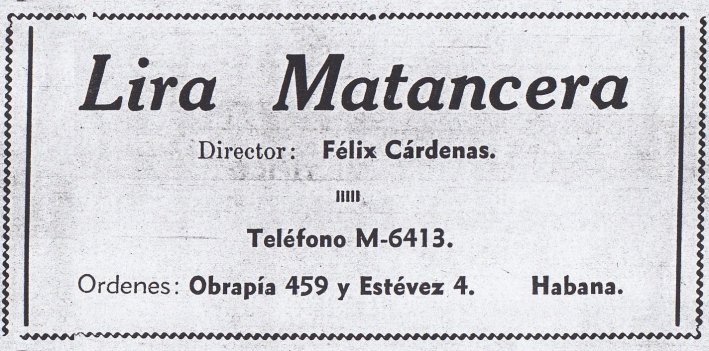 Lira Matancera
Director: Félix Cárdenas.
Teléfono M-6413.
Ordenes: Obrapía 459 y Estévez 4. Habana.